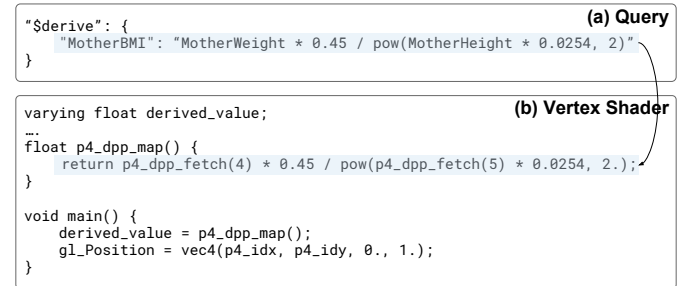 (a) Query
“$derive”: {
"MotherBMI": “MotherWeight * 0.45 / pow(MotherHeight * 0.0254, 2)”
}
(b) Vertex Shader
varying float derived_value;
….
float p4_dpp_map() {
return p4_dpp_fetch(4) * 0.45 / pow(p4_dpp_fetch(5) * 0.0254, 2.);
}
void main() {
derived_value = p4_dpp_map();
gl_Position = vec4(p4_idx, p4_idy, 0., 1.);
}